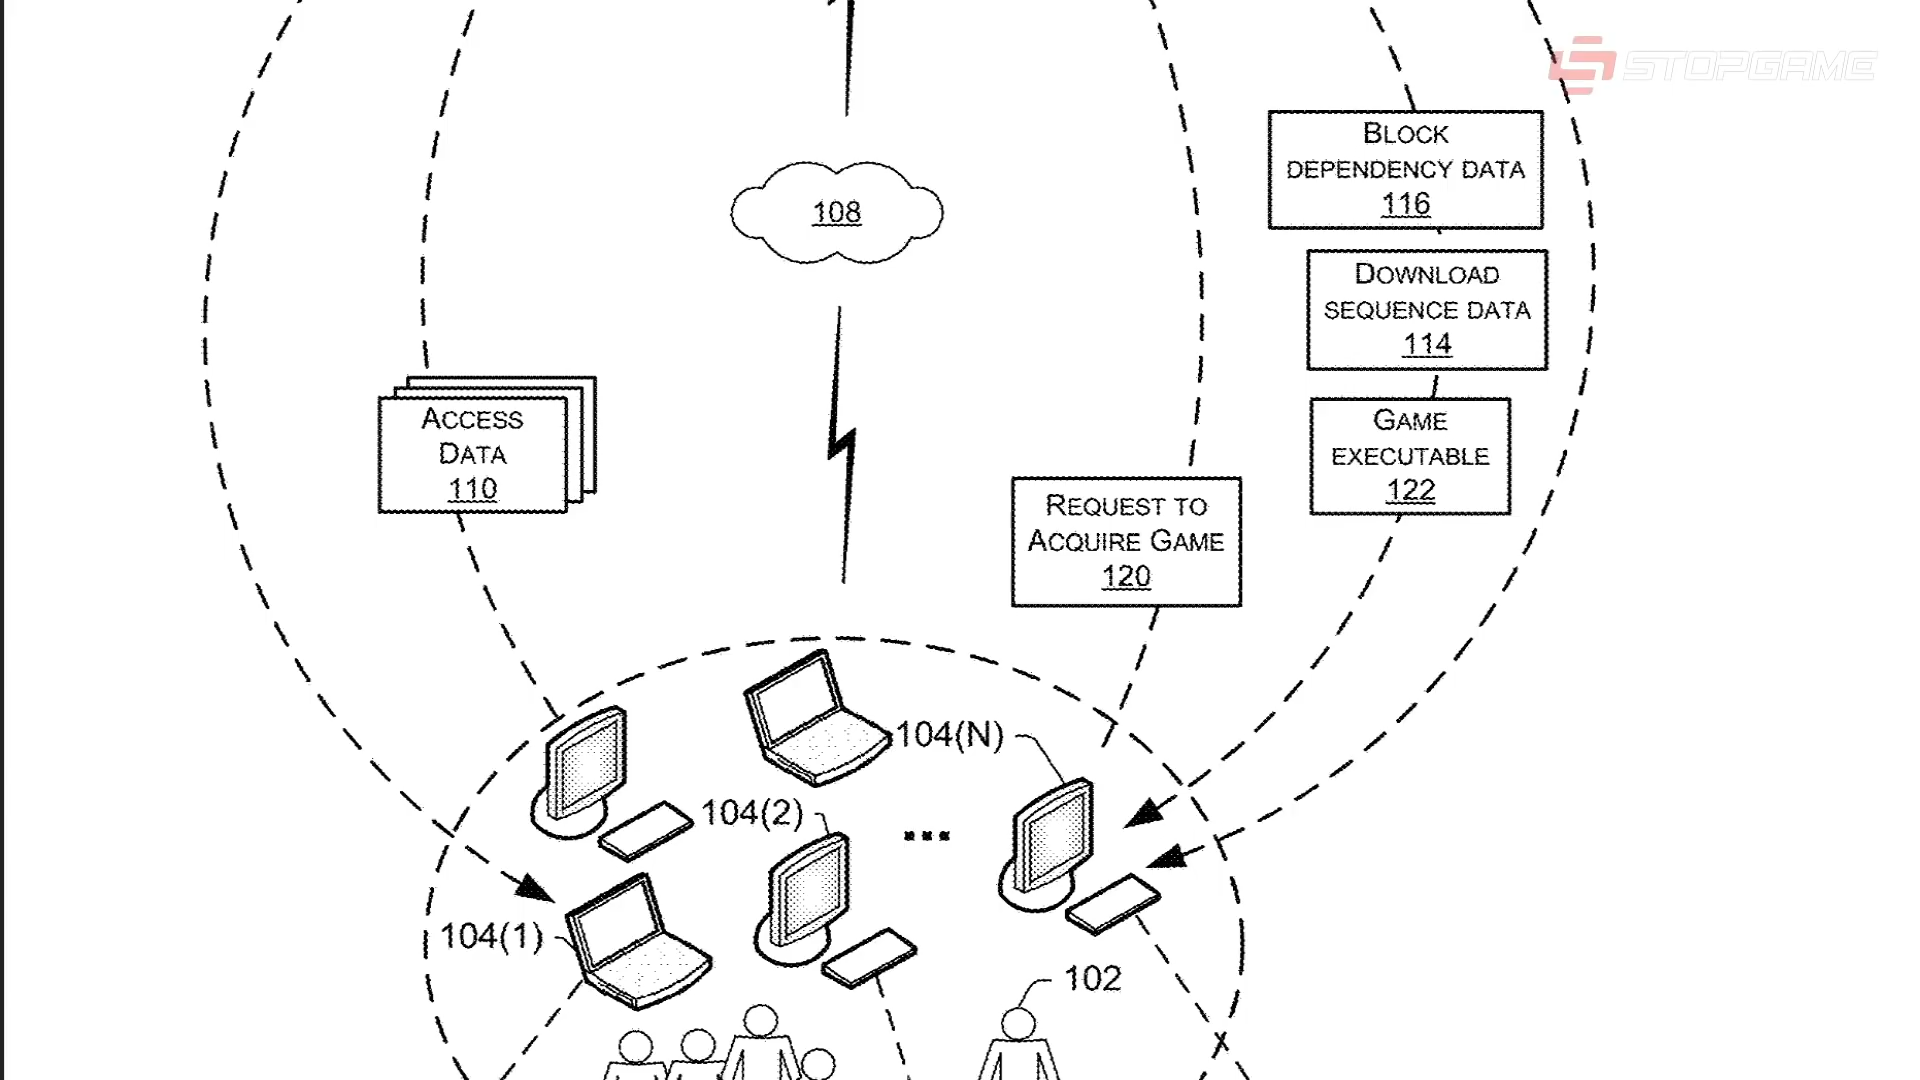 STOPGAME
108
BLOCK
DEPENDENCY DATA
116
DOWNLOAD
SEQUENCE DATA
114
ACCESS
DATA
110
GAME
EXECUTABLE
122
REQUEST TO
ACQUIRE GAME
120
104(N)
104(2)
104(1)
102